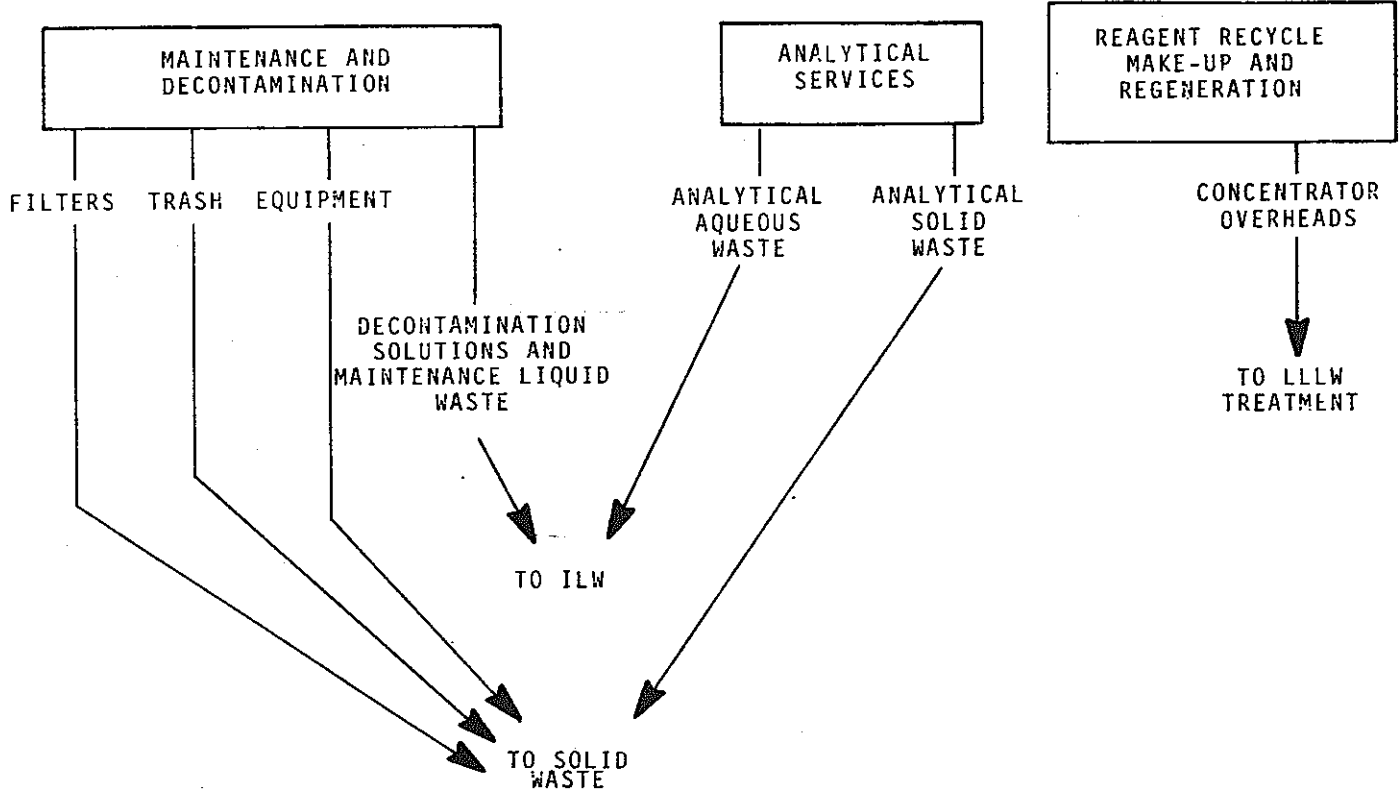 MAINTENANCE AND
DECONTAMINATION
ANALYTICAL
SERVICES
REAGENT RECYCLE
MAKE-UP AND
REGENERATION
FILTERS
TRASH
EQUIPMENT
ANALYTICAL
AQUEOUS
WASTE
ANALYTICAL
SOLID
WASTE
CONCENTRATOR
OVERHEADS
DECONTAMINATION
SOLUTIONS AND
MAINTENANCE LIQUID
WASTE
TO LLLW
TREATMENT
TO ILW
TO SOLID
WASTE